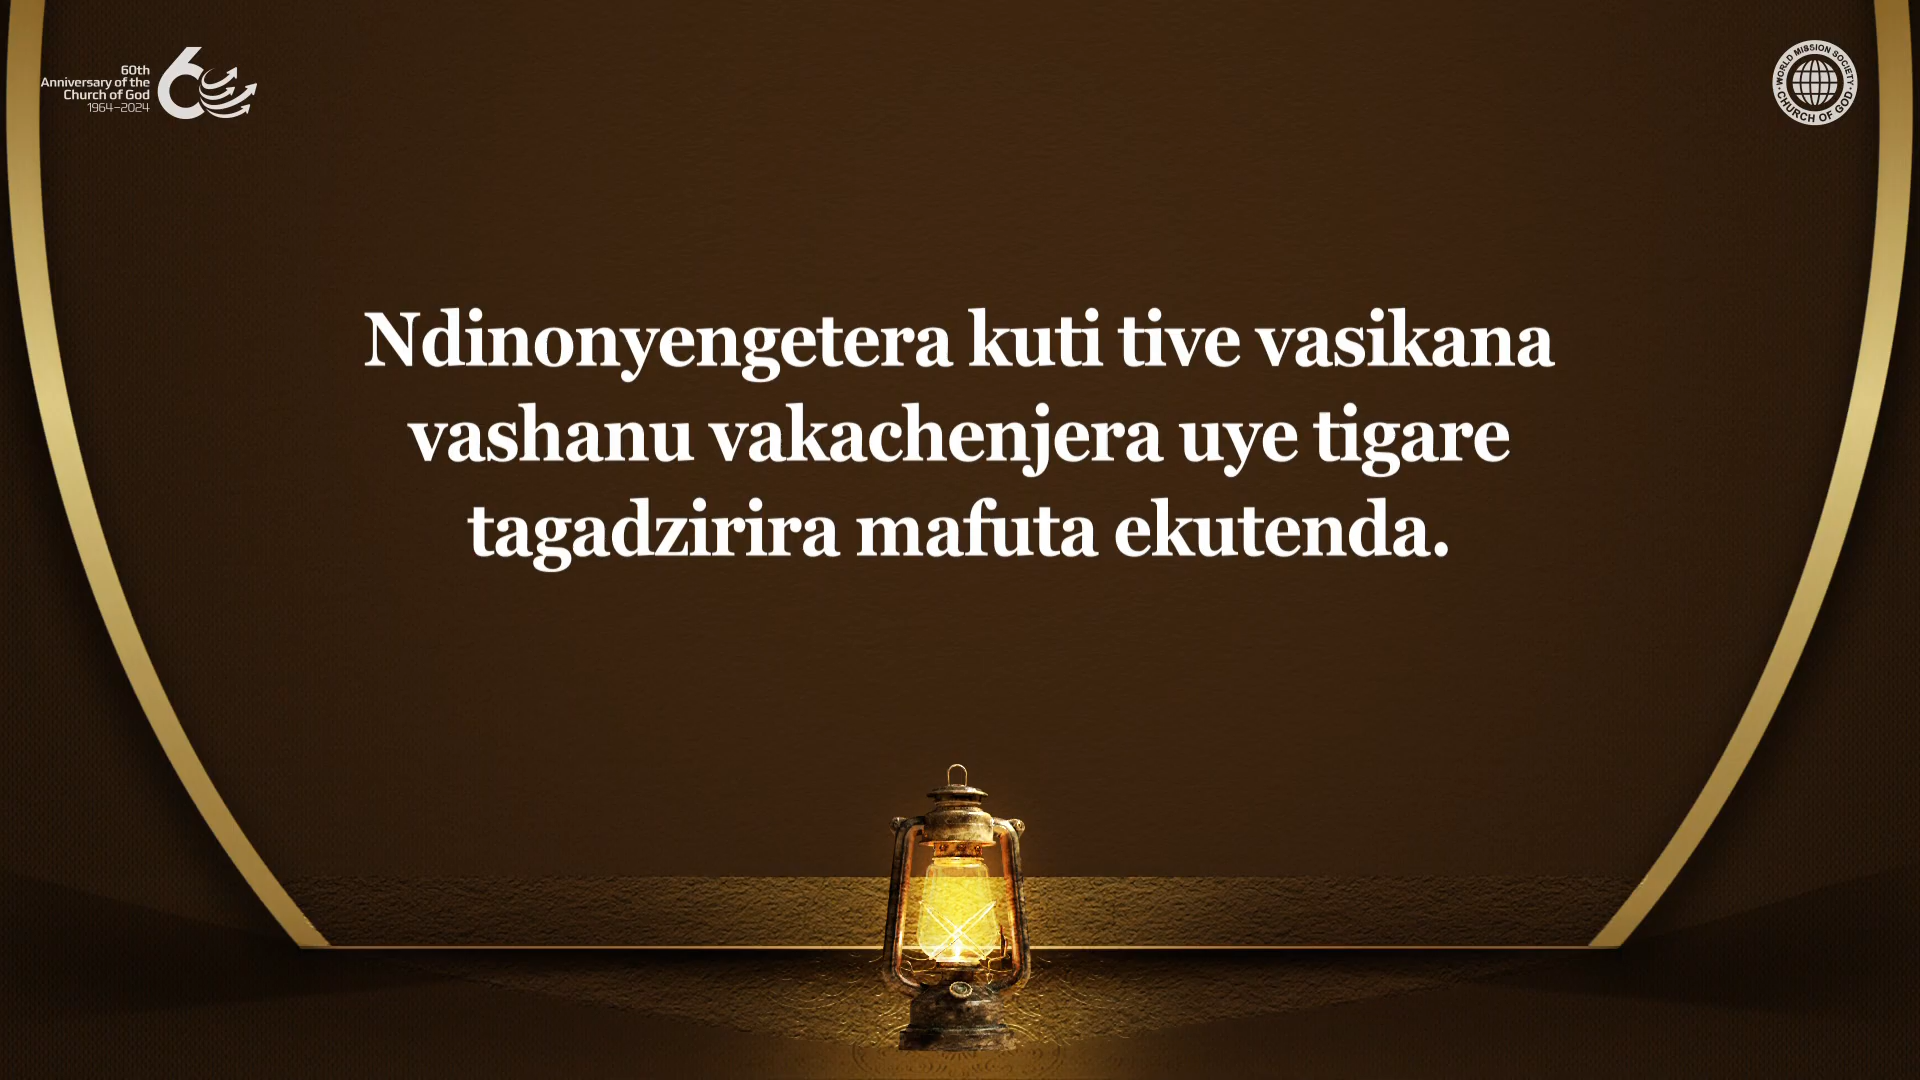 60th
Anniversary of the
Church of God
1964–2024
WORLD MISSION SOCIETY
CHURCH OF GOD
Ndinonyengetera kuti tive vasikana
vashanu vakachenjera uye tigare
tagadzirira mafuta ekutenda.